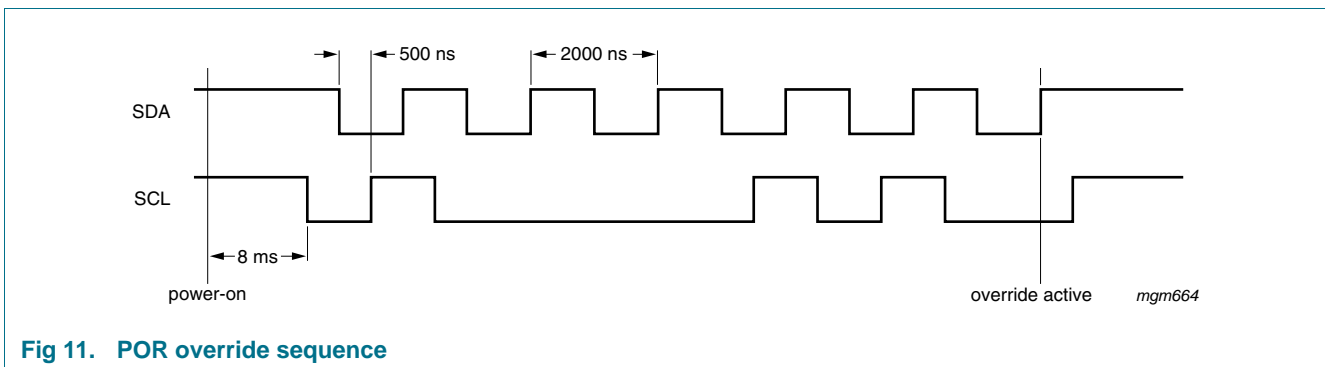 500 ns
2000 ns
SDA
SCL
8 ms
power-on
override active
mgm664
Fig 11. POR override sequence